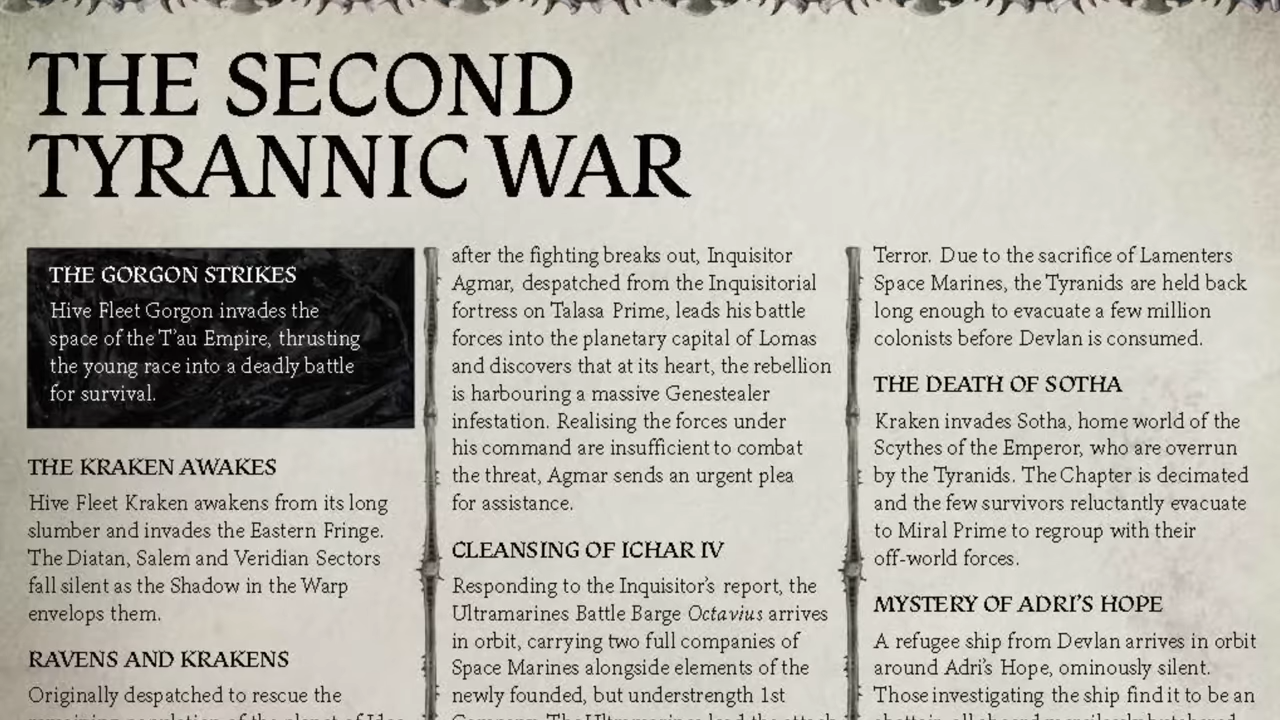 THE SECOND
TYRANNIC WAR
THE GORGON STRIKES
Hive Fleet Gorgon invades the
space of the T'au Empire, thrusting
the young race into a deadly battle
for survival.
THE KRAKEN AWAKES
Hive Fleet Kraken awakens from its long
slumber and invades the Eastern Fringe.
The Diatan, Salem and Veridian Sectors
fall silent as the Shadow in the Warp
envelops them.
RAVENS AND KRAKENS
Originally despatched to rescue the
after the fighting breaks out, Inquisitor
Agmar, despatched from the Inquisitorial
fortress on Talasa Prime, leads his battle
forces into the planetary capital of Lomas
and discovers that at its heart, the rebellion
is harbouring a massive Genestealer
infestation. Realising the forces under
his command are insufficient to combat
the threat, Agmar sends an urgent plea
for assistance.
CLEANSING OF ICHAR IV
Responding to the Inquisitor's report, the
Ultramarines Battle Barge Octavius arrives
in orbit, carrying two full companies of
Space Marines alongside elements of the
newly founded, but understrength 1st
Terror. Due to the sacrifice of Lamenters
Space Marines, the Tyranids are held back
long enough to evacuate a few million
colonists before Devlan is consumed.
THE DEATH OF SOTHA
Kraken invades Sotha, home world of the
Scythes of the Emperor, who are overrun
by the Tyranids. The Chapter is decimated
and the few survivors reluctantly evacuate
to Miral Prime to regroup with their
off-world forces.
MYSTERY OF ADRI'S HOPE
A refugee ship from Devlan arrives in orbit
around Adri's Hope, ominously silent.
Those investigating the ship find it to be an